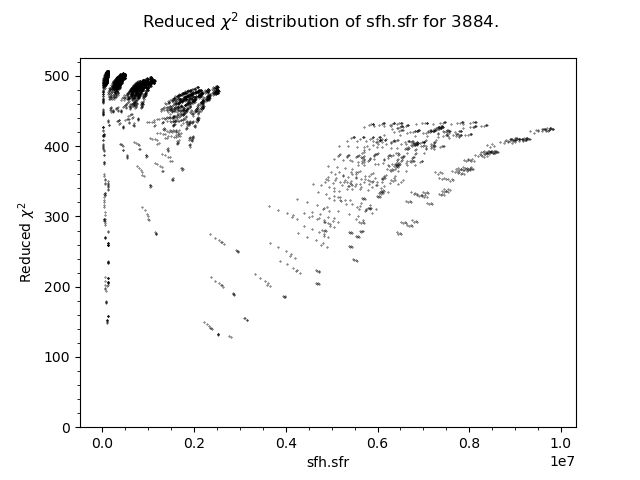 Reduced χ² distribution of sfh.sfr for 3884.
500
400
300
200
100
0
Reduced χ²
0.0 0.2 0.4 0.6 0.8 1.0
1e7
sfh.sfr